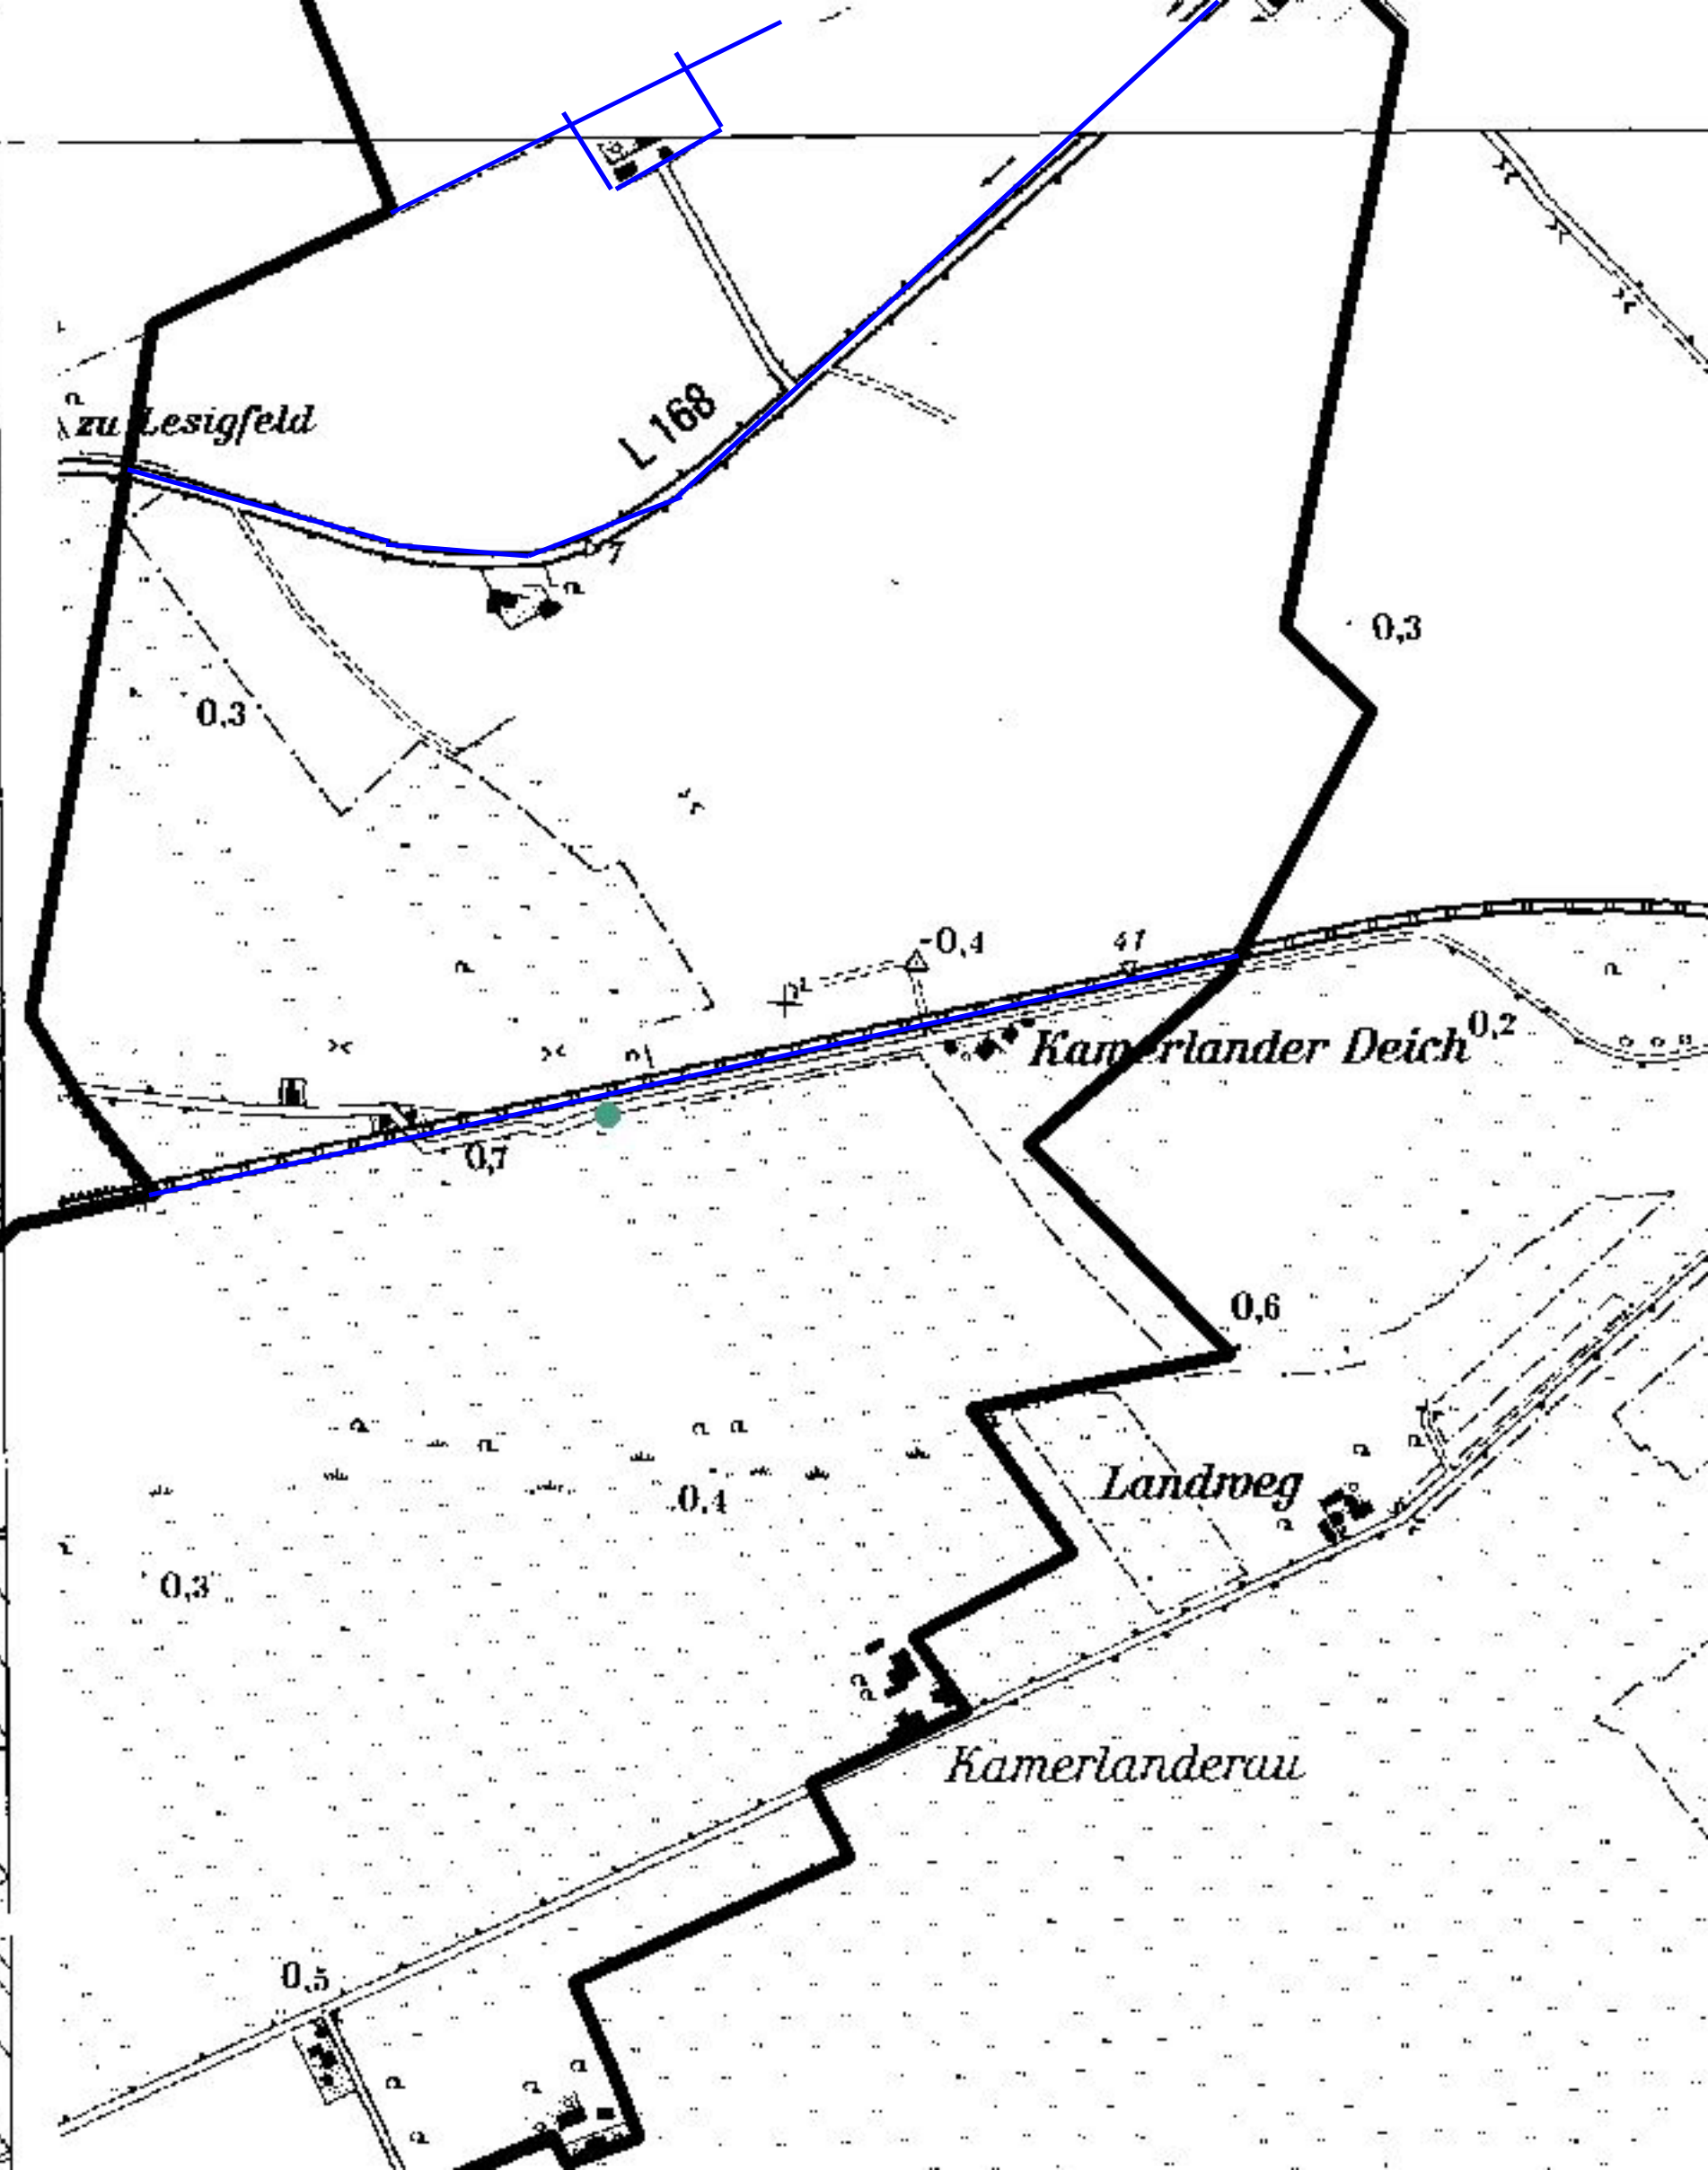 zu Lesigfeld
L 168
7
0,3
0,3
-0,4
41
Kamerlander Deich
0,2
0,7
0,6
Landweg
0,4
0,3
Kamerlanderau
0,5